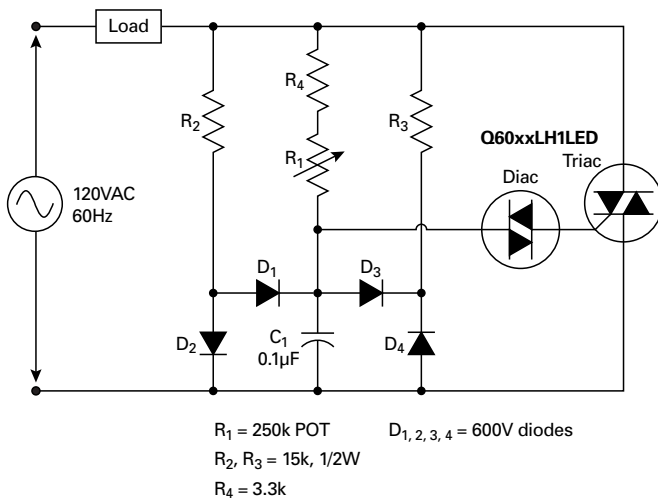 Load
R₂
R₄
R₁
R₃
Q60xxLH1LED
Triac
Diac
120VAC
60Hz
D₁
D₃
D₂
C₁
0.1µF
D₄
R₁ = 250k POT
D₁, ₂, ₃, ₄ = 600V diodes
R₂, R₃ = 15k, 1/2W
R₄ = 3.3k